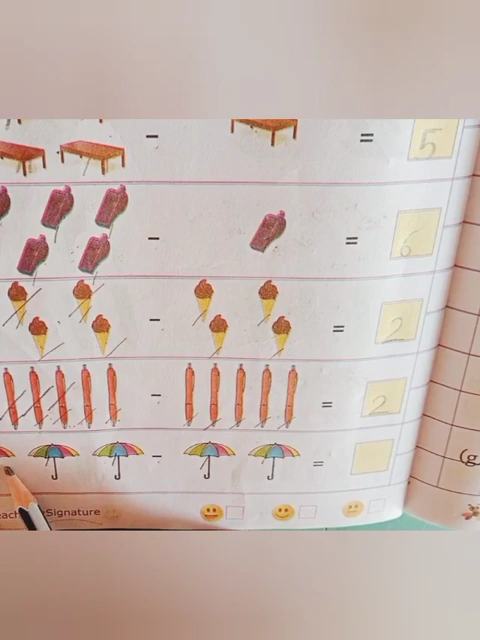 - = 5
- = 6
- = 2
- = 2
- =
Signature
(g